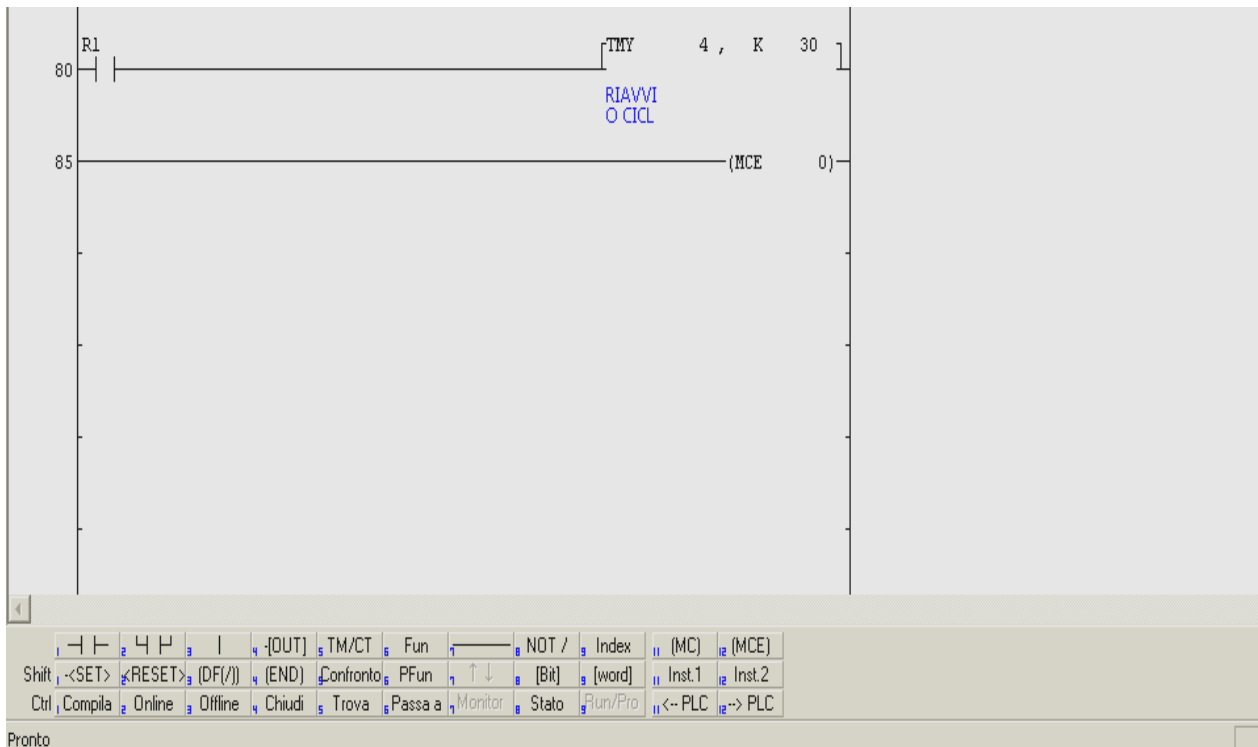 R1 TMY 4 , K 30
80
RIAVVI
O CICL
85 (MCE 0)
1 2 3 4 -[OUT] 5 TM/CT 6 Fun 7 8 NOT / 9 Index 11 (MC) 12 (MCE)
Shift 1 -<SET> 2 <RESET> 3 (DF(/)) 4 (END) 5 Confronto 6 PFun 7 ↑ ↓ 8 [Bit] 9 [word] 11 Inst.1 12 Inst.2
Ctrl 1 Compila 2 Online 3 Offline 4 Chiudi 5 Trova 6 Passa a 7 Monitor 8 Stato 9 Run/Pro 11 <-- PLC 12 --> PLC
Pronto